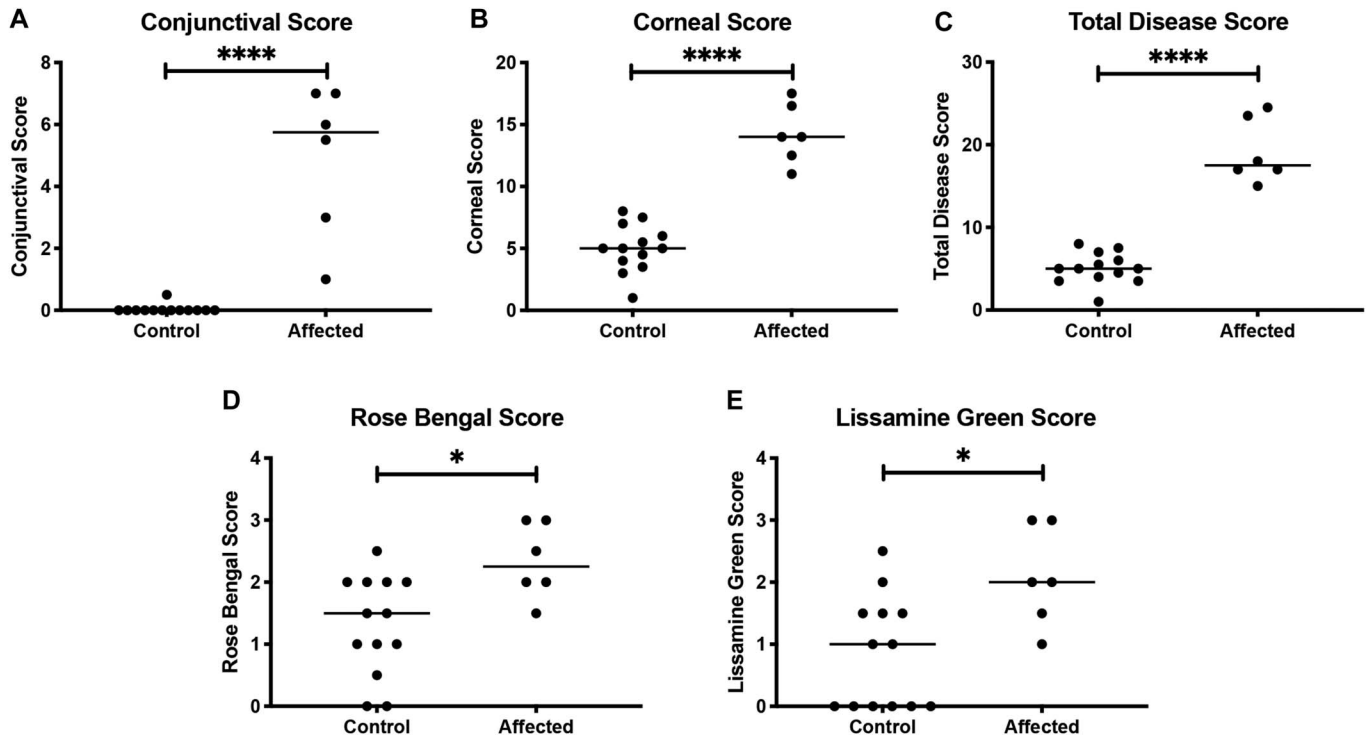 A
Conjunctival Score
****
Conjunctival Score
8
6
4
2
0
Control
Affected
B
Corneal Score
****
Corneal Score
20
15
10
5
0
Control
Affected
C
Total Disease Score
****
Total Disease Score
30
20
10
0
Control
Affected
D
Rose Bengal Score
*
Rose Bengal Score
4
3
2
1
0
Control
Affected
E
Lissamine Green Score
*
Lissamine Green Score
4
3
2
1
0
Control
Affected